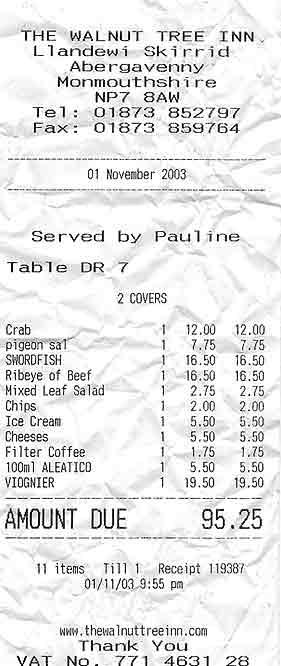 THE WALNUT TREE INN.
Llandewi Skirrid
Abergavenny
Monmouthshire
NP7 8AW
Tel: 01873 852797
Fax: 01873 859764
01 November 2003
Served by Pauline
Table DR 7
2 COVERS
Crab 1 12.00 12.00
pigeon sal 1 7.75 7.75
SWORDFISH 1 16.50 16.50
Ribeye of Beef 1 16.50 16.50
Mixed Leaf Salad 1 2.75 2.75
Chips 1 2.00 2.00
Ice Cream 1 5.50 5.50
Cheeses 1 5.50 5.50
Filter Coffee 1 1.75 1.75
100ml ALEATICO 1 5.50 5.50
VIOGNIER 1 19.50 19.50
AMOUNT DUE 95.25
11 items Till 1 Receipt 119387
01/11/03 9:55 pm
www.thewalnuttreeinn.com
Thank You
VAT No. 771 4631 28